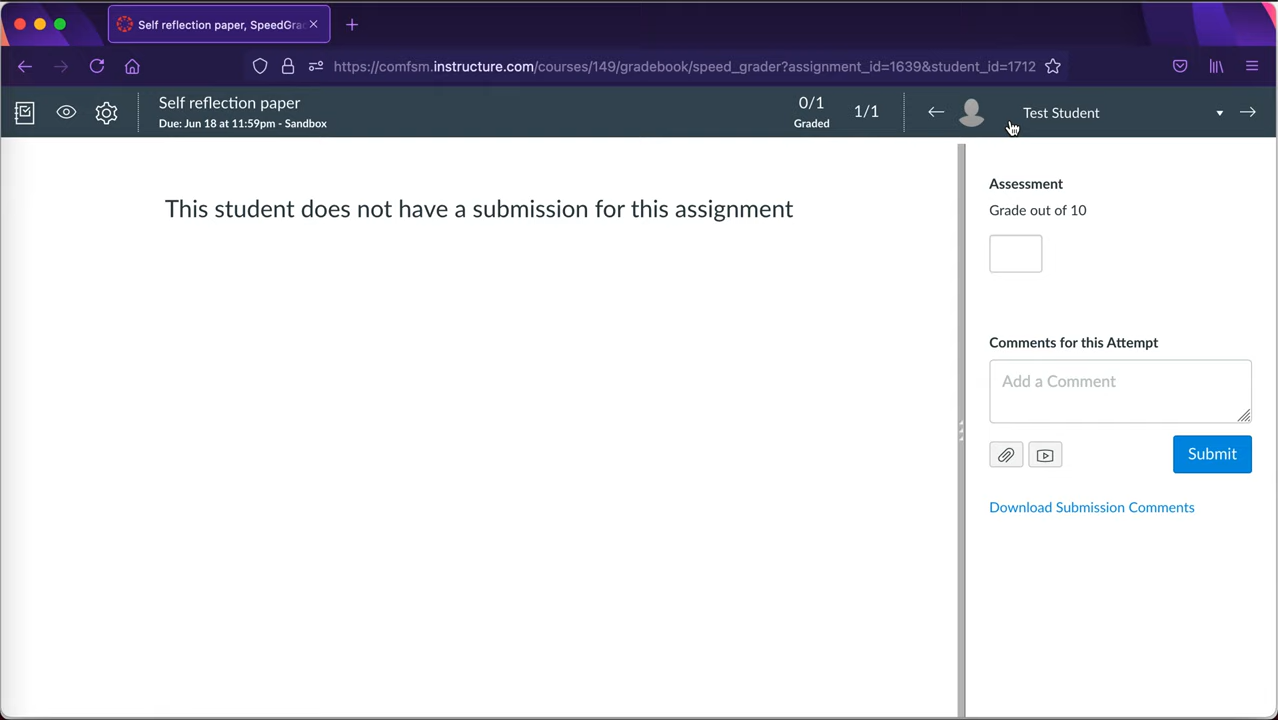 Self reflection paper, SpeedGra
https://comfsm.instructure.com/courses/149/gradebook/speed_grader?assignment_id=1639&student_id=1712
Self reflection paper
Due: Jun 18 at 11:59pm - Sandbox
0/1
Graded
1/1
Test Student
This student does not have a submission for this assignment
Assessment
Grade out of 10
Comments for this Attempt
Add a Comment
Submit
Download Submission Comments